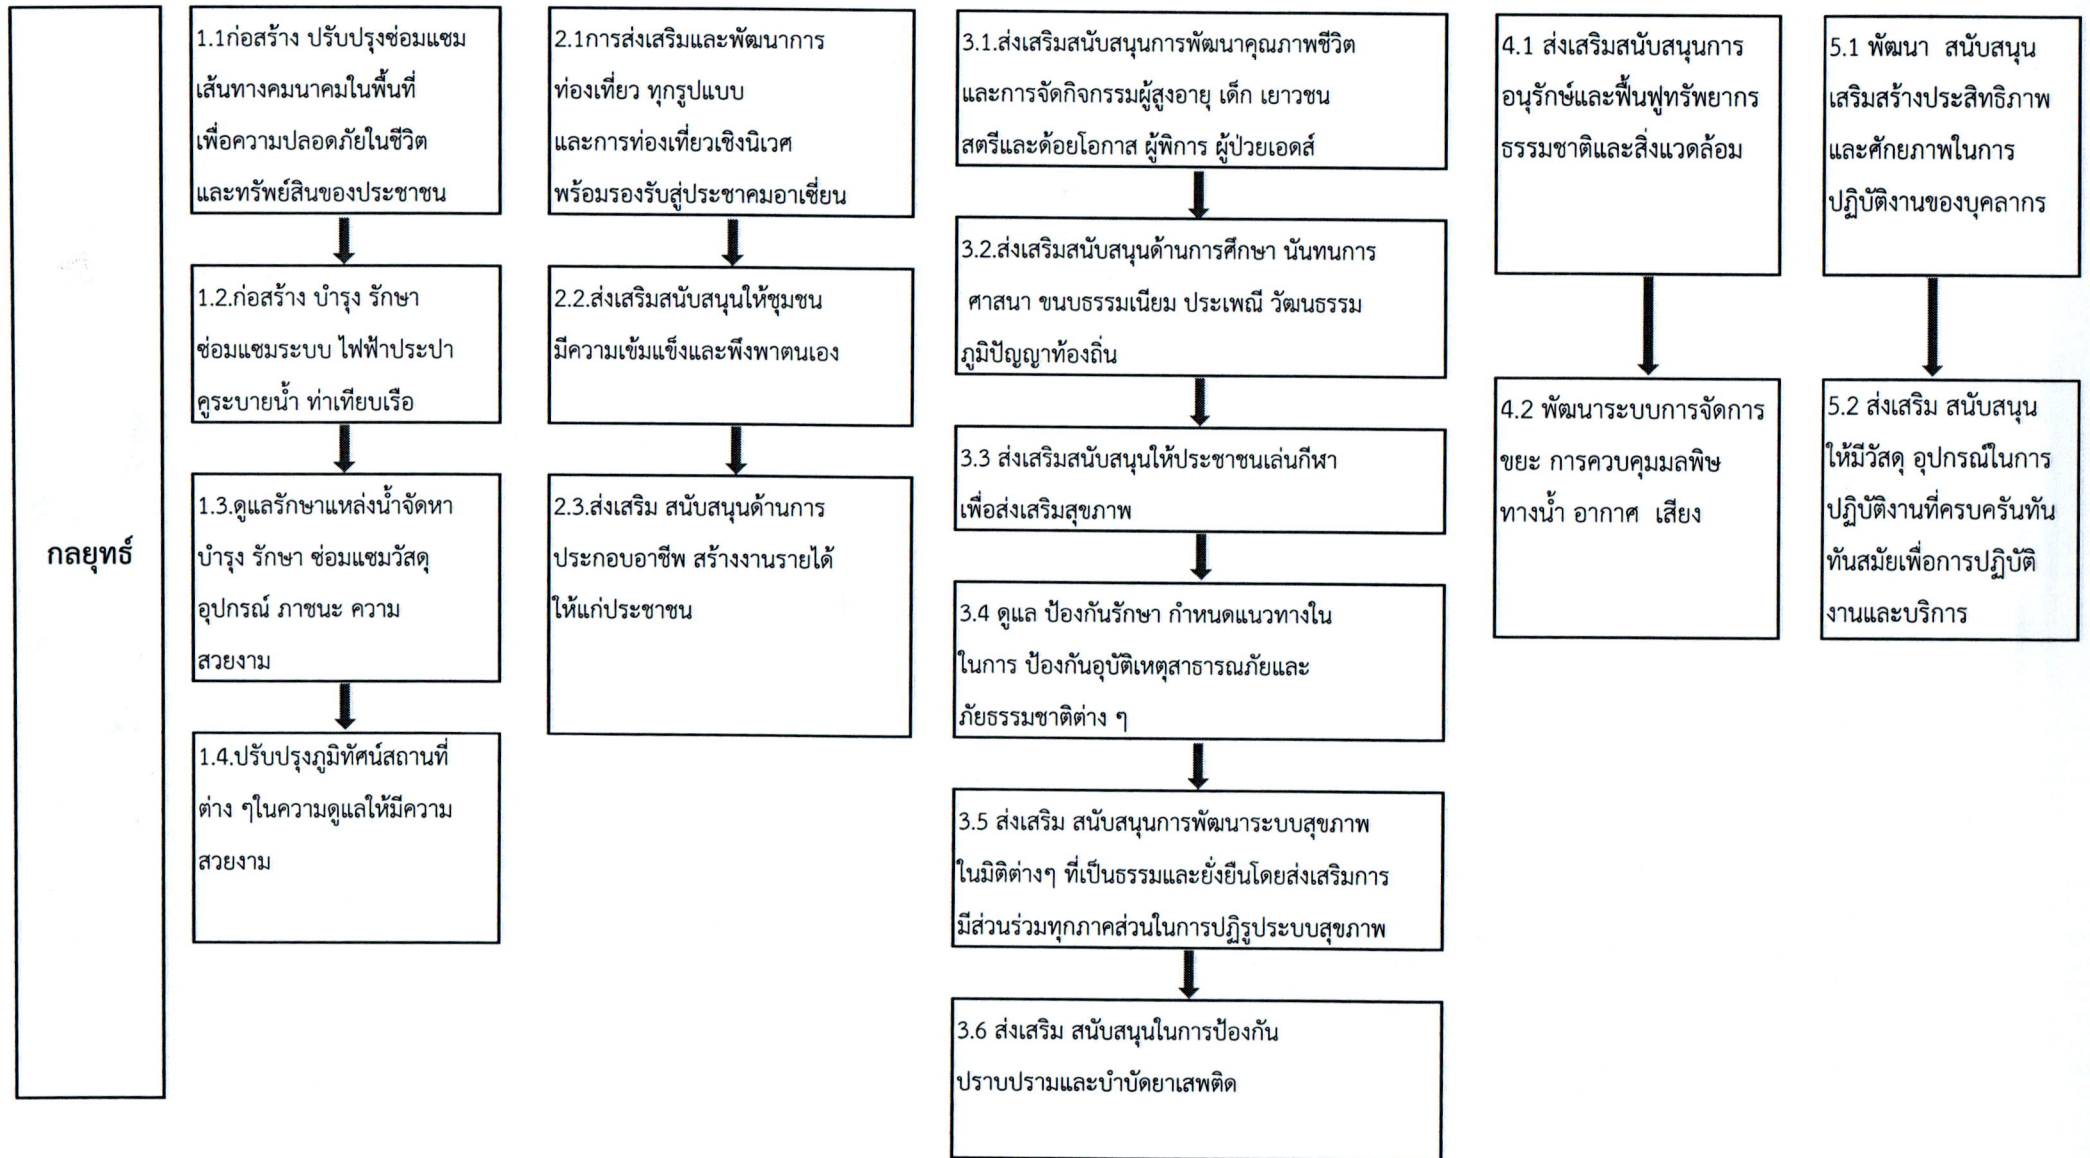 กลยุทธ์
1.1ก่อสร้าง ปรับปรุงซ่อมแซม
เส้นทางคมนาคมในพื้นที่
เพื่อความปลอดภัยในชีวิต
และทรัพย์สินของประชาชน
1.2.ก่อสร้าง บำรุง รักษา
ซ่อมแซมระบบ ไฟฟ้าประปา
คูระบายน้ำ ท่าเทียบเรือ
1.3.ดูแลรักษาแหล่งน้ำจัดหา
บำรุง รักษา ซ่อมแซมวัสดุ
อุปกรณ์ ภาชนะ ความ
สวยงาม
1.4.ปรับปรุงภูมิทัศน์สถานที่
ต่าง ๆในความดูแลให้มีความ
สวยงาม
2.1การส่งเสริมและพัฒนาการ
ท่องเที่ยว ทุกรูปแบบ
และการท่องเที่ยวเชิงนิเวศ
พร้อมรองรับสู่ประชาคมอาเซี่ยน
2.2.ส่งเสริมสนับสนุนให้ชุมชน
มีความเข้มแข็งและพึงพาตนเอง
2.3.ส่งเสริม สนับสนุนด้านการ
ประกอบอาชีพ สร้างงานรายได้
ให้แก่ประชาชน
3.1.ส่งเสริมสนับสนุนการพัฒนาคุณภาพชีวิต
และการจัดกิจกรรมผู้สูงอายุ เด็ก เยาวชน
สตรีและด้อยโอกาส ผู้พิการ ผู้ป่วยเอดส์
3.2.ส่งเสริมสนับสนุนด้านการศึกษา นันทนการ
ศาสนา ขนบธรรมเนียม ประเพณี วัฒนธรรม
ภูมิปัญญาท้องถิ่น
3.3 ส่งเสริมสนับสนุนให้ประชาชนเล่นกีฬา
เพื่อส่งเสริมสุขภาพ
3.4 ดูแล ป้องกันรักษา กำหนดแนวทางใน
ในการ ป้องกันอุบัติเหตุสาธารณภัยและ
ภัยธรรมชาติต่าง ๆ
3.5 ส่งเสริม สนับสนุนการพัฒนาระบบสุขภาพ
ในมิติต่างๆ ที่เป็นธรรมและยั่งยืนโดยส่งเสริมการ
มีส่วนร่วมทุกภาคส่วนในการปฏิรูประบบสุขภาพ
3.6 ส่งเสริม สนับสนุนในการป้องกัน
ปราบปรามและบำบัดยาเสพติด
4.1 ส่งเสริมสนับสนุนการ
อนุรักษ์และฟื้นฟูทรัพยากร
ธรรมชาติและสิ่งแวดล้อม
4.2 พัฒนาระบบการจัดการ
ขยะ การควบคุมมลพิษ
ทางน้ำ อากาศ เสียง
5.1 พัฒนา สนับสนุน
เสริมสร้างประสิทธิภาพ
และศักยภาพในการ
ปฏิบัติงานของบุคลากร
5.2 ส่งเสริม สนับสนุน
ให้มีวัสดุ อุปกรณ์ในการ
ปฏิบัติงานที่ครบครันทัน
ทันสมัยเพื่อการปฏิบัติ
งานและบริการ